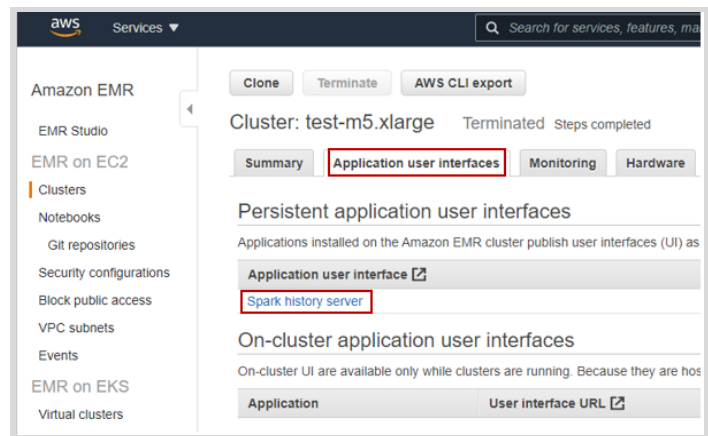 aws Services ▼ Search for services, features, ma
Amazon EMR
EMR Studio
EMR on EC2
Clusters
Notebooks
Git repositories
Security configurations
Block public access
VPC subnets
Events
EMR on EKS
Virtual clusters
Clone Terminate AWS CLI export
Cluster: test-m5.xlarge Terminated Steps completed
Summary Application user interfaces Monitoring Hardware
Persistent application user interfaces
Applications installed on the Amazon EMR cluster publish user interfaces (UI) as
Application user interface
Spark history server
On-cluster application user interfaces
On-cluster UI are available only while clusters are running. Because they are hos
Application User interface URL